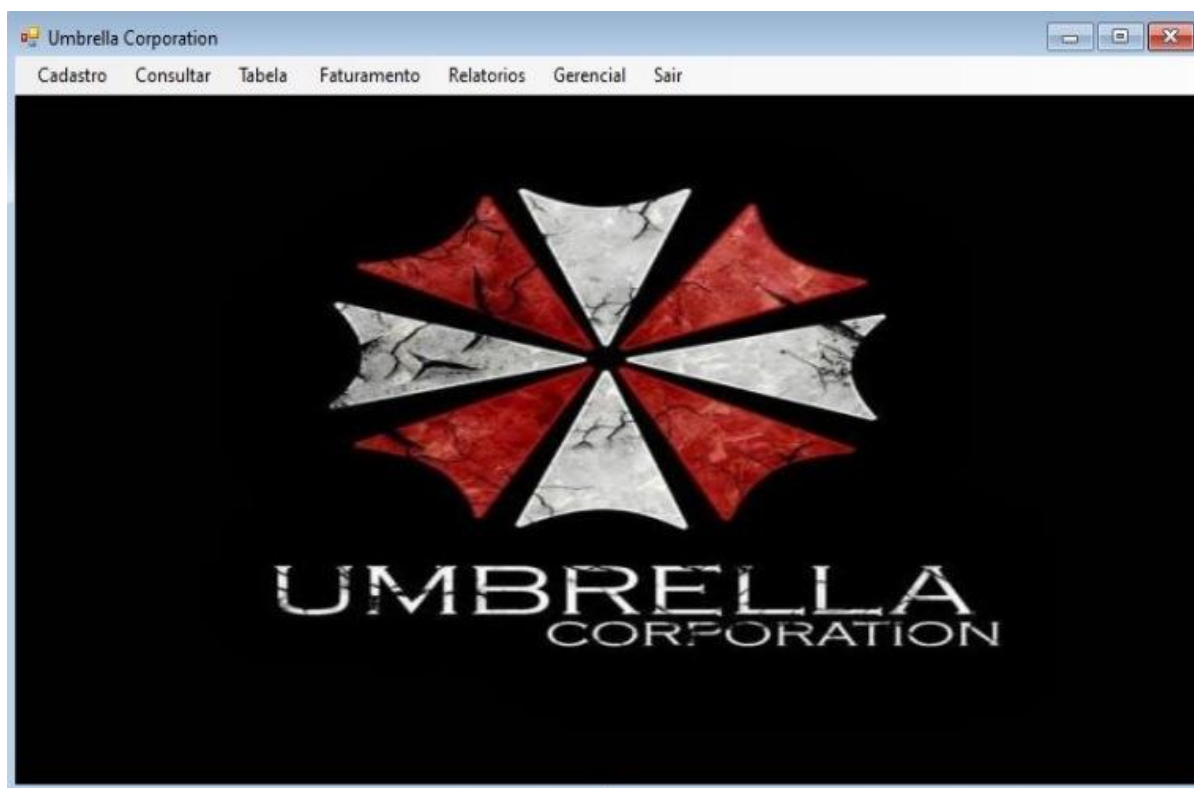 Umbrella Corporation
Cadastro Consultar Tabela Faturamento Relatorios Gerencial Sair
UMBRELLA
CORPORATION